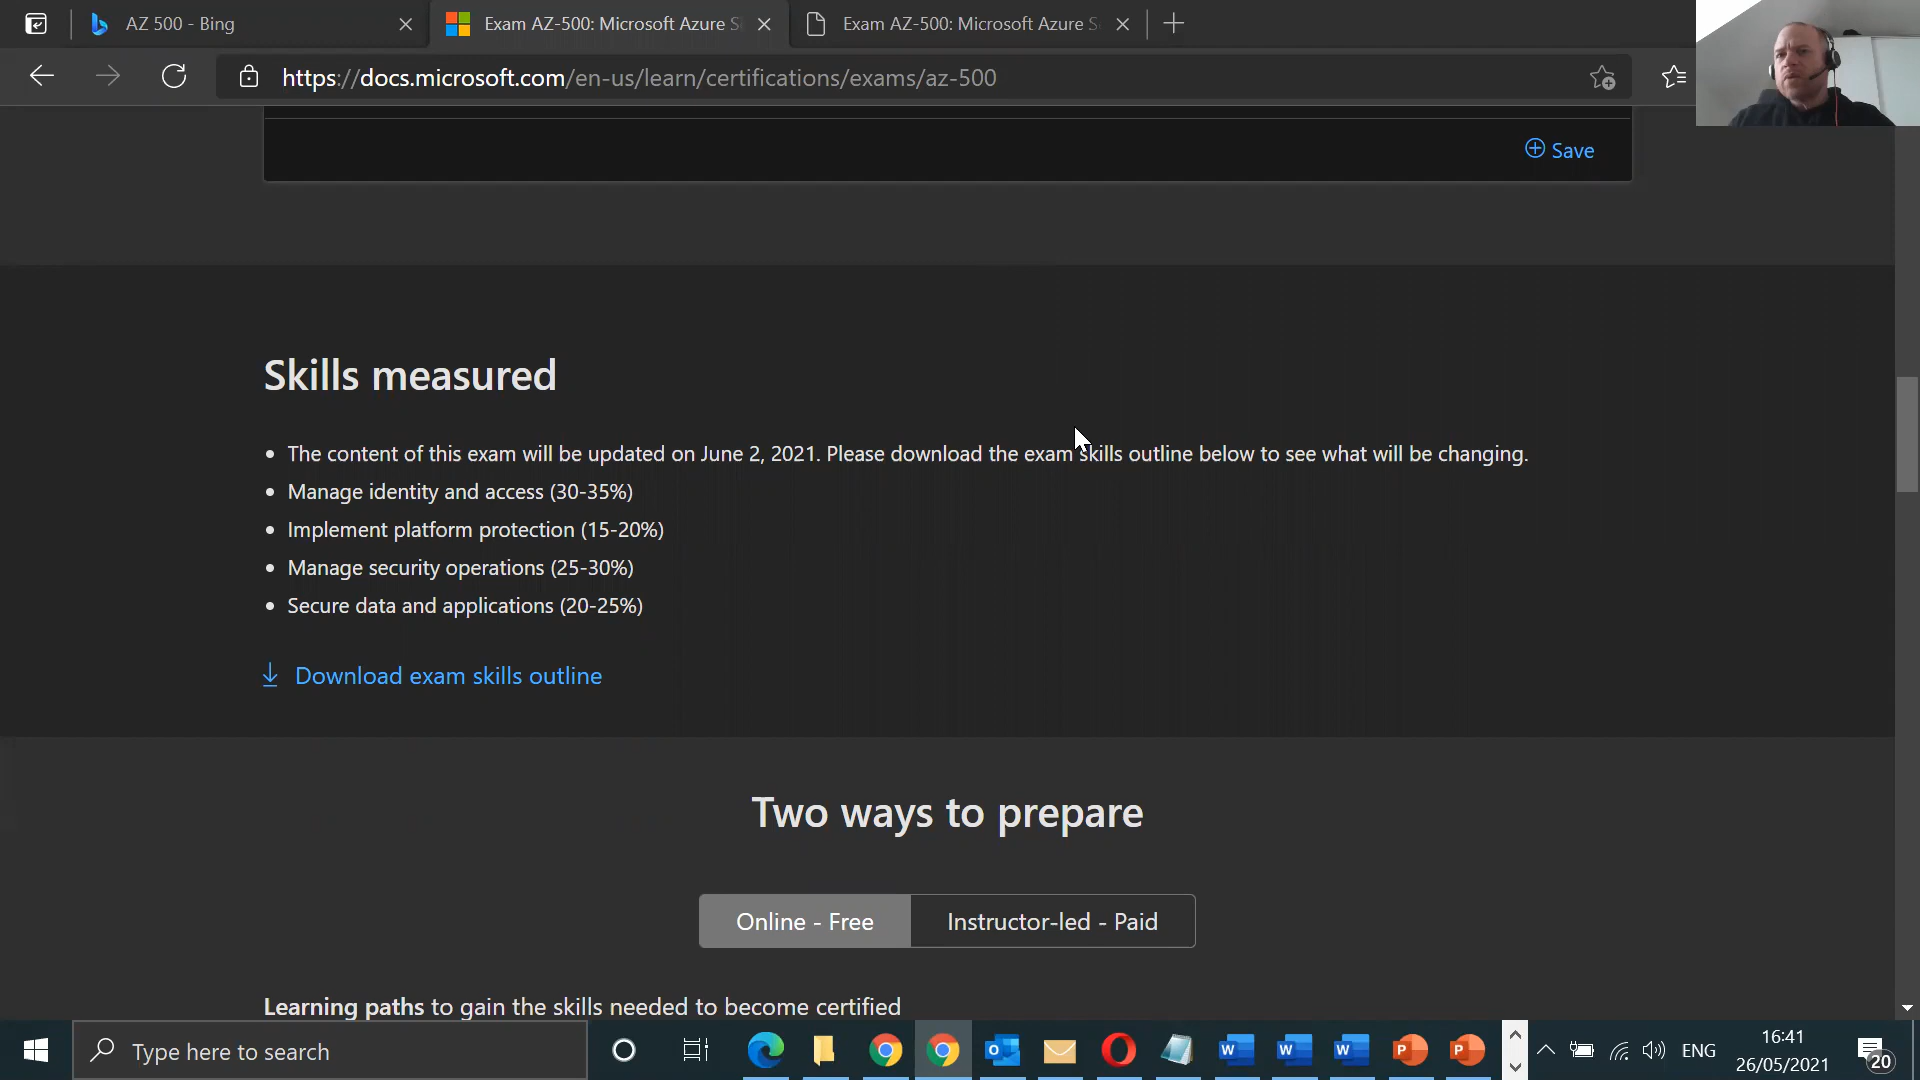 AZ 500 - Bing
Exam AZ-500: Microsoft Azure S
Exam AZ-500: Microsoft Azure S
https://docs.microsoft.com/en-us/learn/certifications/exams/az-500
Save
Skills measured
The content of this exam will be updated on June 2, 2021. Please download the exam skills outline below to see what will be changing.
Manage identity and access (30-35%)
Implement platform protection (15-20%)
Manage security operations (25-30%)
Secure data and applications (20-25%)
Download exam skills outline
Two ways to prepare
Online - Free
Instructor-led - Paid
Learning paths to gain the skills needed to become certified
Type here to search
ENG
16:41
26/05/2021
20